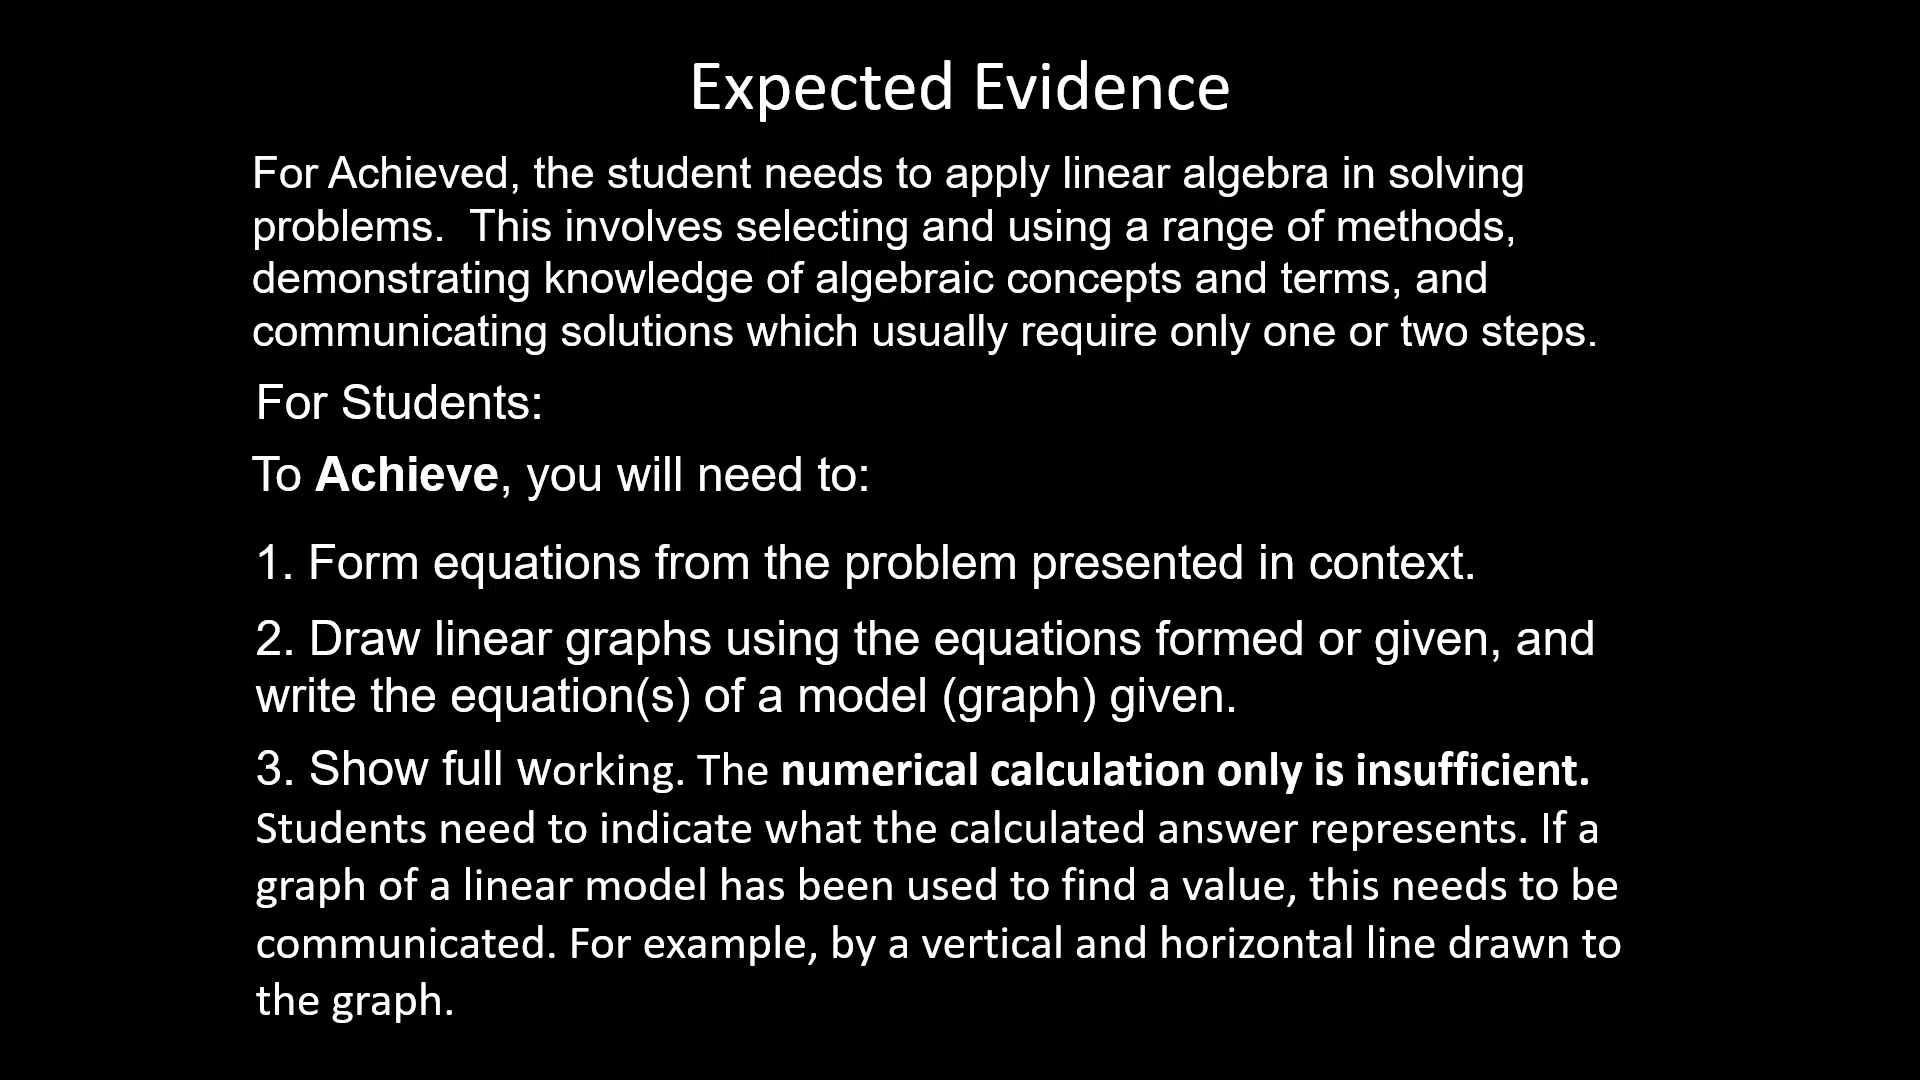 Expected Evidence
For Achieved, the student needs to apply linear algebra in solving
problems.  This involves selecting and using a range of methods,
demonstrating knowledge of algebraic concepts and terms, and
communicating solutions which usually require only one or two steps.
For Students:
To Achieve, you will need to:
1. Form equations from the problem presented in context.
2. Draw linear graphs using the equations formed or given, and
write the equation(s) of a model (graph) given.
3. Show full working. The numerical calculation only is insufficient.
Students need to indicate what the calculated answer represents. If a
graph of a linear model has been used to find a value, this needs to be
communicated. For example, by a vertical and horizontal line drawn to
the graph.